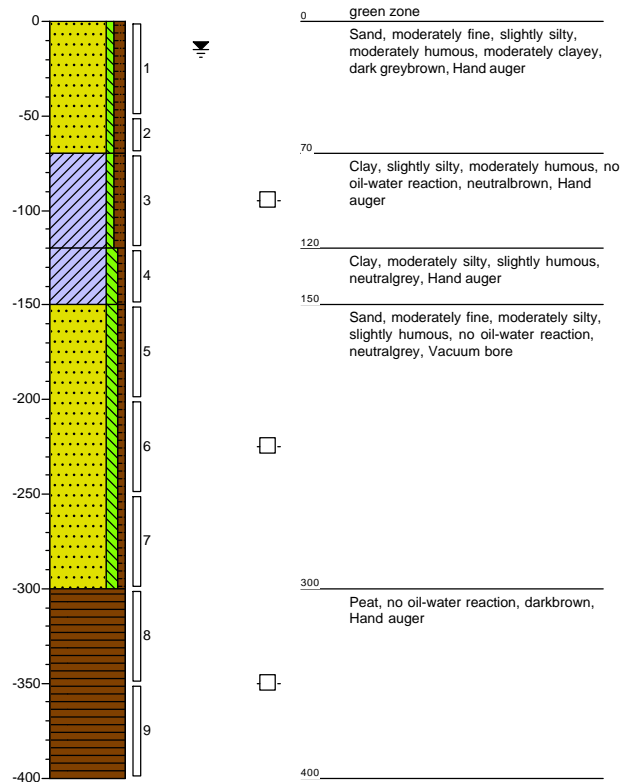 0
-50
-100
-150
-200
-250
-300
-350
-400
1
2
3
4
5
6
7
8
9
0
green zone
Sand, moderately fine, slightly silty,
moderately humous, moderately clayey,
dark greybrown, Hand auger
70
Clay, slightly silty, moderately humous, no
oil-water reaction, neutralbrown, Hand
auger
120
Clay, moderately silty, slightly humous,
neutralgrey, Hand auger
150
Sand, moderately fine, moderately silty,
slightly humous, no oil-water reaction,
neutralgrey, Vacuum bore
300
Peat, no oil-water reaction, darkbrown,
Hand auger
400